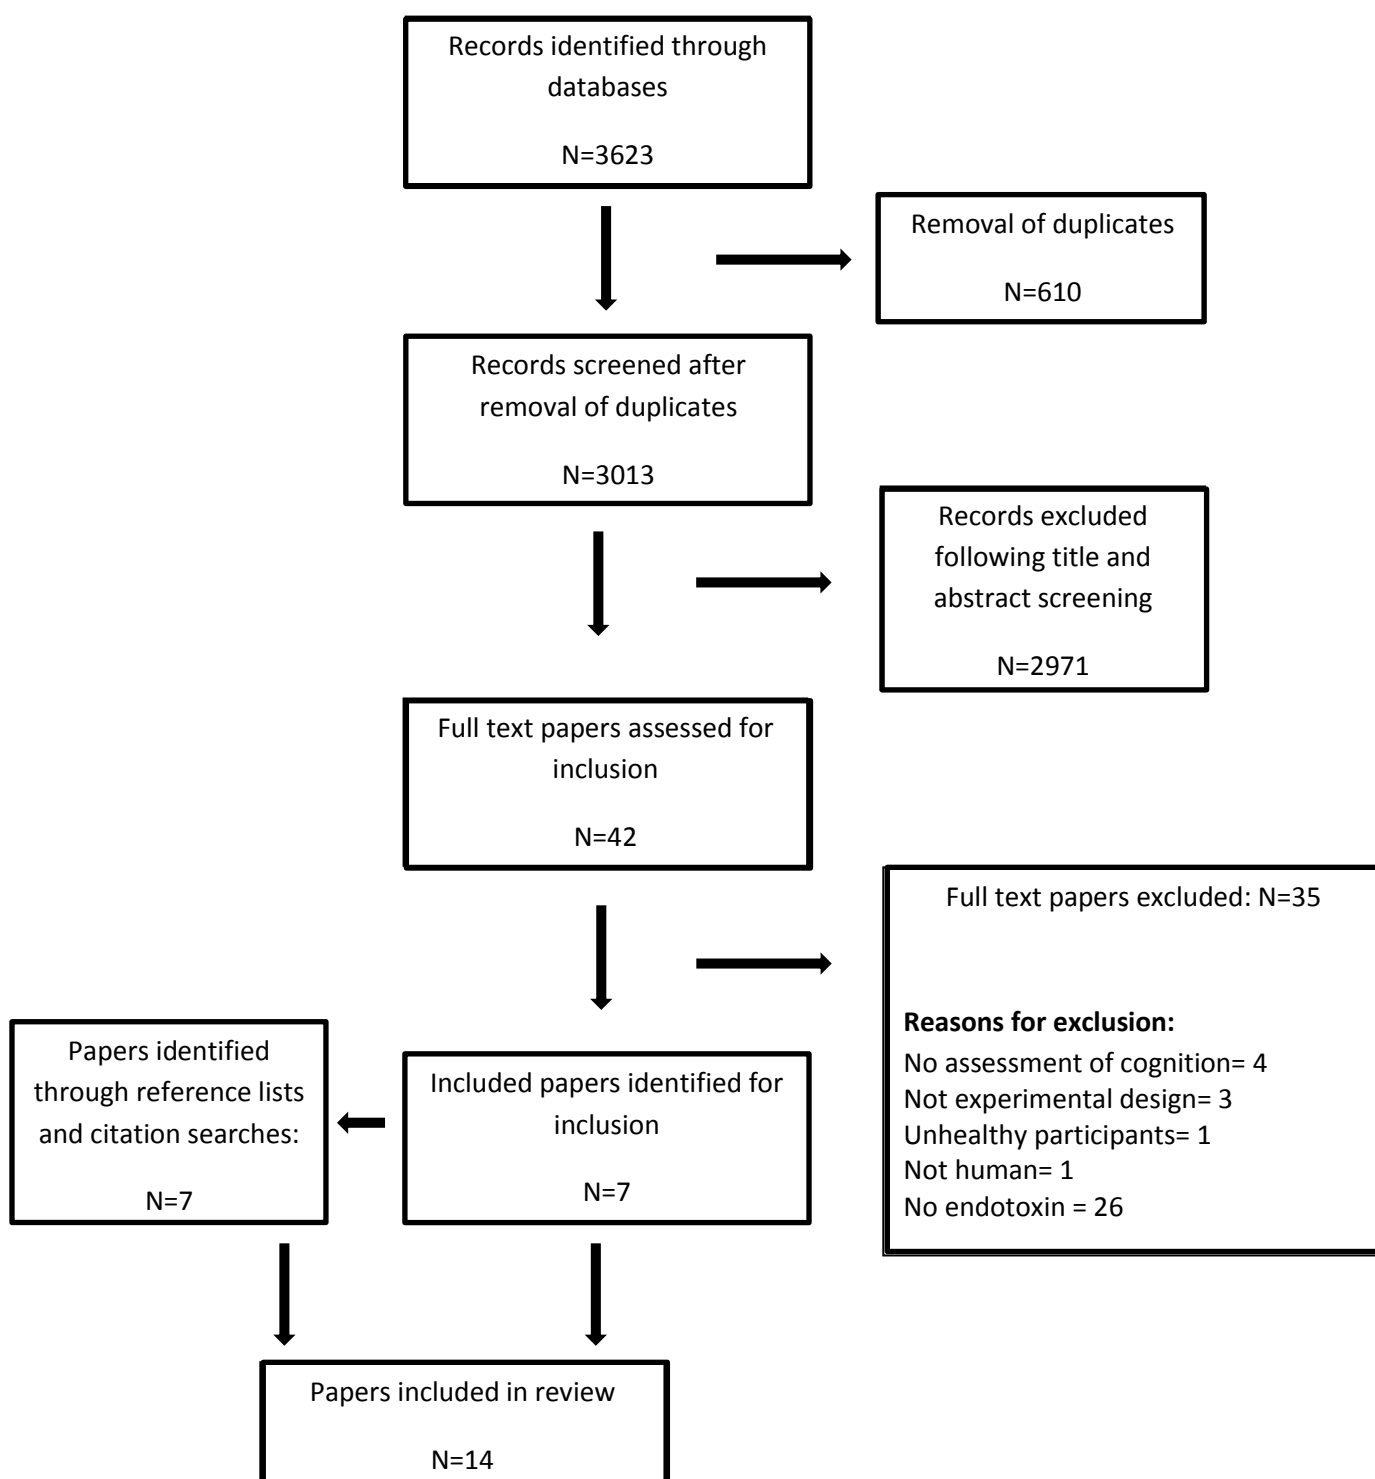 Records identified through
databases
N=3623
Removal of duplicates
N=610
Records screened after
removal of duplicates
N=3013
Records excluded
following title and
abstract screening
N=2971
Full text papers assessed for
inclusion
N=42
Full text papers excluded: N=35
Reasons for exclusion:
No assessment of cognition= 4
Not experimental design= 3
Unhealthy participants= 1
Not human= 1
No endotoxin = 26
Papers identified
through reference lists
and citation searches:
N=7
Included papers identified for
inclusion
N=7
Papers included in review
N=14